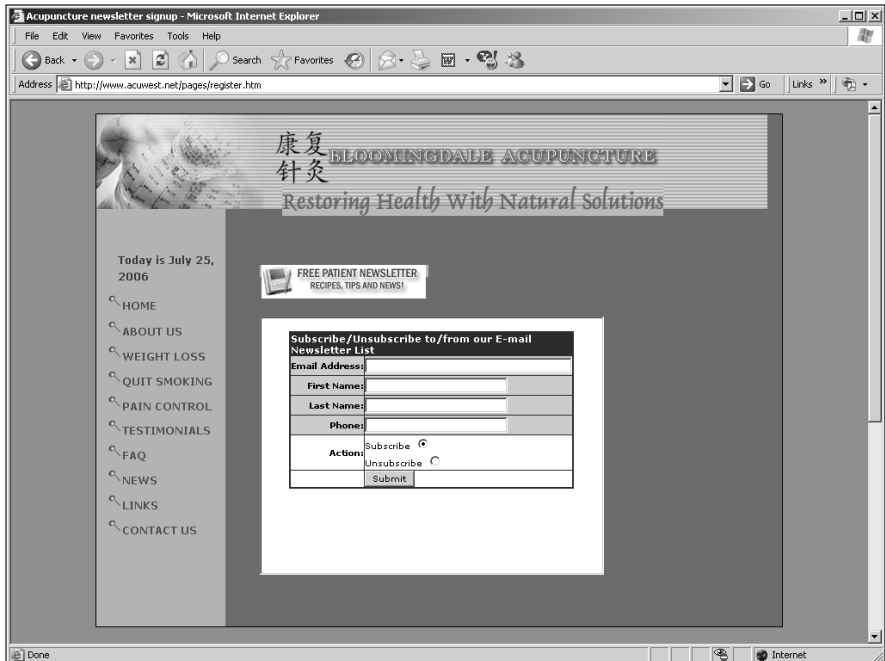 Acupuncture newsletter signup - Microsoft Internet Explorer
File Edit View Favorites Tools Help
Back Search Favorites
Address http://www.acuwest.net/pages/register.htm Go Links »
康复
针灸
BLOOMINGDALE ACUPUNCTURE
Restoring Health With Natural Solutions
Today is July 25,
2006
HOME
ABOUT US
WEIGHT LOSS
QUIT SMOKING
PAIN CONTROL
TESTIMONIALS
FAQ
NEWS
LINKS
CONTACT US
FREE PATIENT NEWSLETTER
RECIPES, TIPS AND NEWS!
Subscribe/Unsubscribe to/from our E-mail
Newsletter List
Email Address:
First Name:
Last Name:
Phone:
Action:
Subscribe
Unsubscribe
Submit
Done Internet